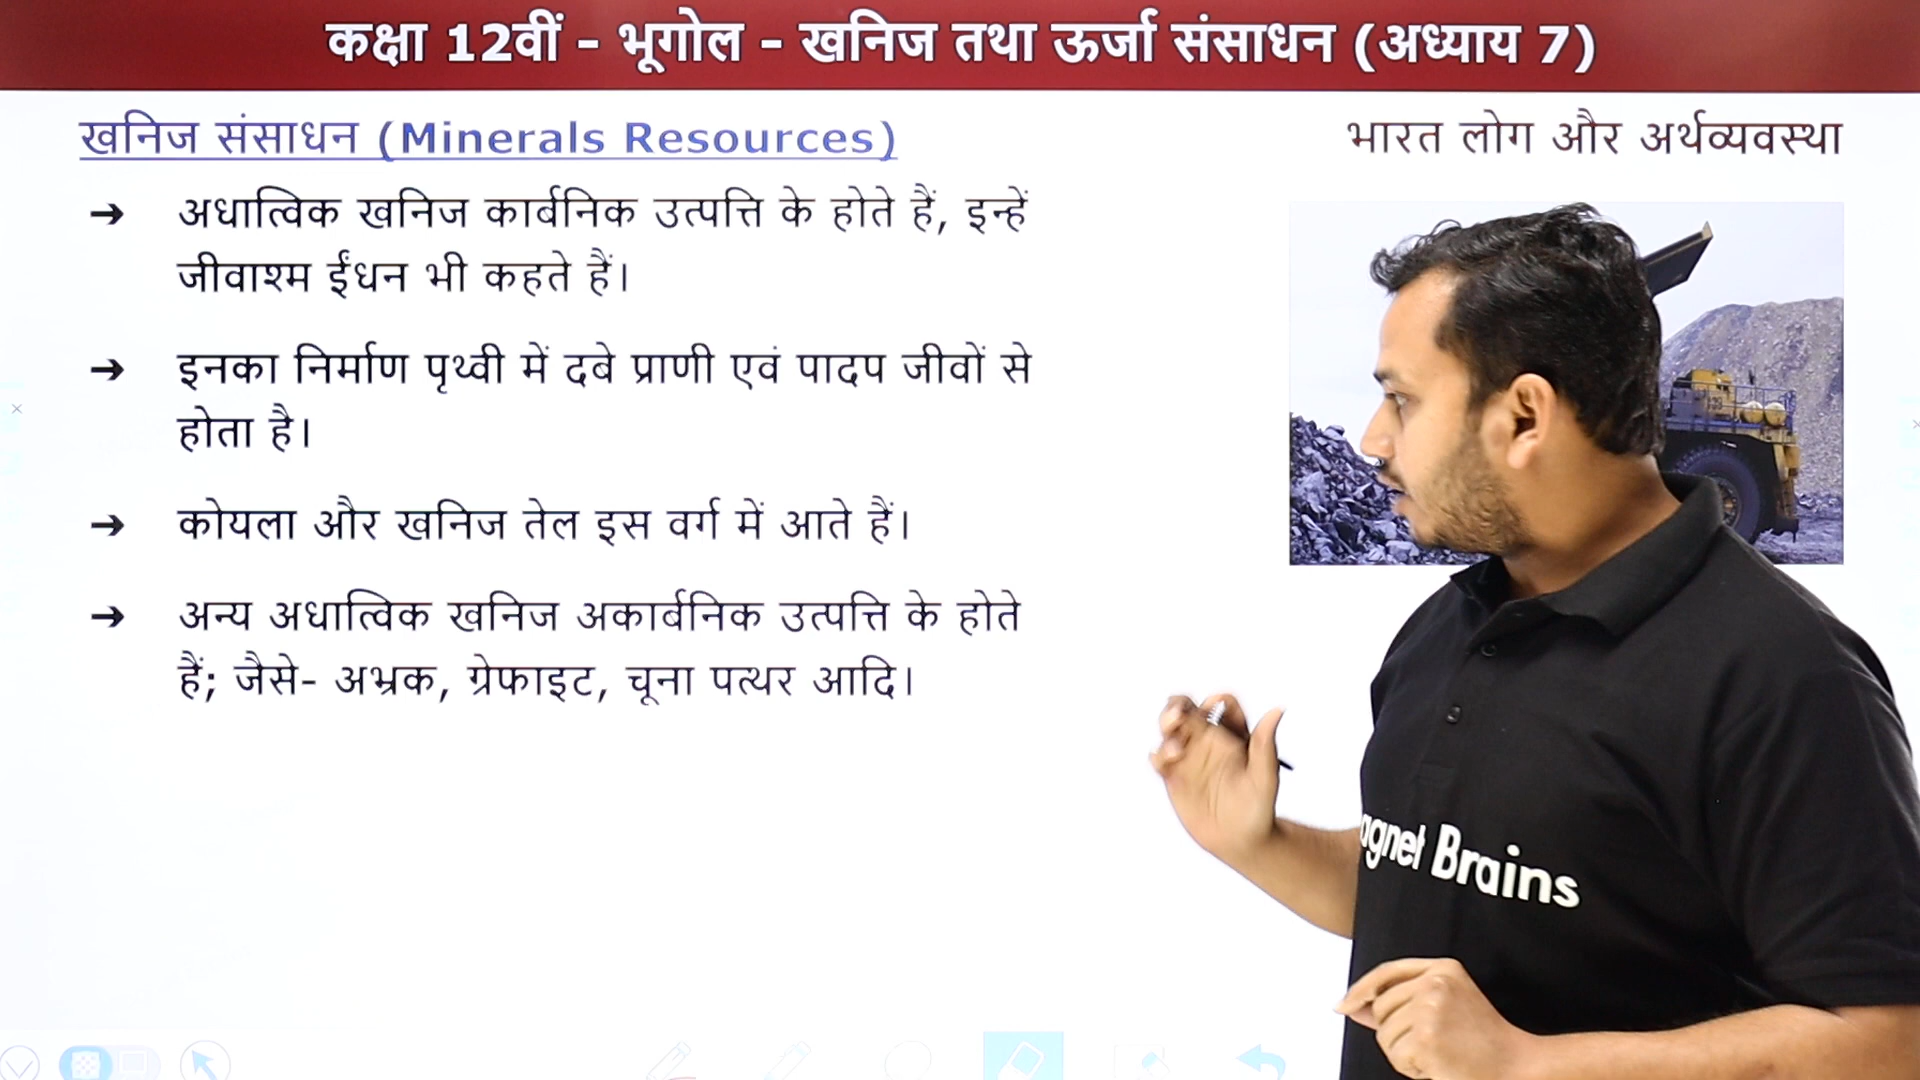 कक्षा 12वीं - भूगोल - खनिज तथा ऊर्जा संसाधन (अध्याय 7)
खनिज संसाधन (Minerals Resources)
भारत लोग और अर्थव्यवस्था
➔ अधात्विक खनिज कार्बनिक उत्पत्ति के होते हैं, इन्हें
जीवाश्म ईंधन भी कहते हैं।
➔ इनका निर्माण पृथ्वी में दबे प्राणी एवं पादप जीवों से
होता है।
➔ कोयला और खनिज तेल इस वर्ग में आते हैं।
➔ अन्य अधात्विक खनिज अकार्बनिक उत्पत्ति के होते
हैं; जैसे- अभ्रक, ग्रेफाइट, चूना पत्थर आदि।
agnet Brains